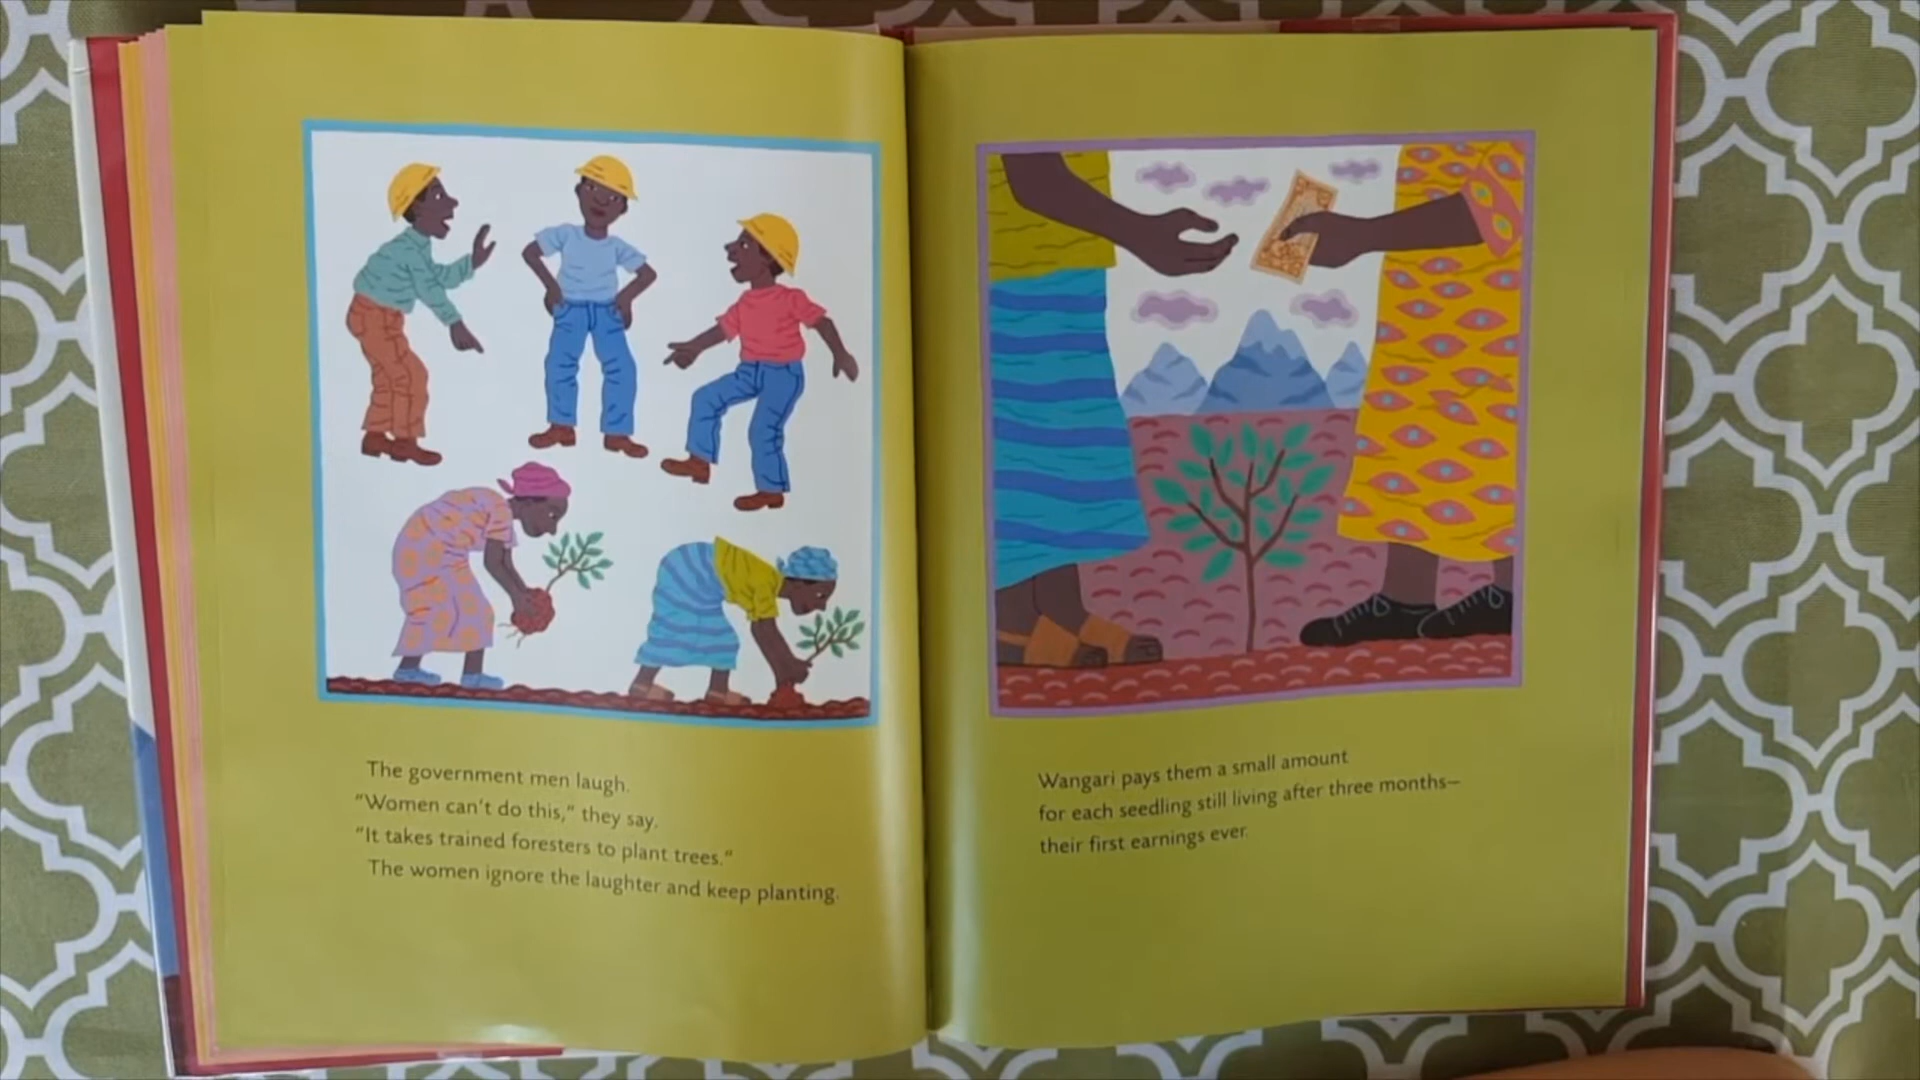 The government men laugh.
“Women can’t do this,” they say.
“It takes trained foresters to plant trees.”
The women ignore the laughter and keep planting.
Wangari pays them a small amount
for each seedling still living after three months—
their first earnings ever.